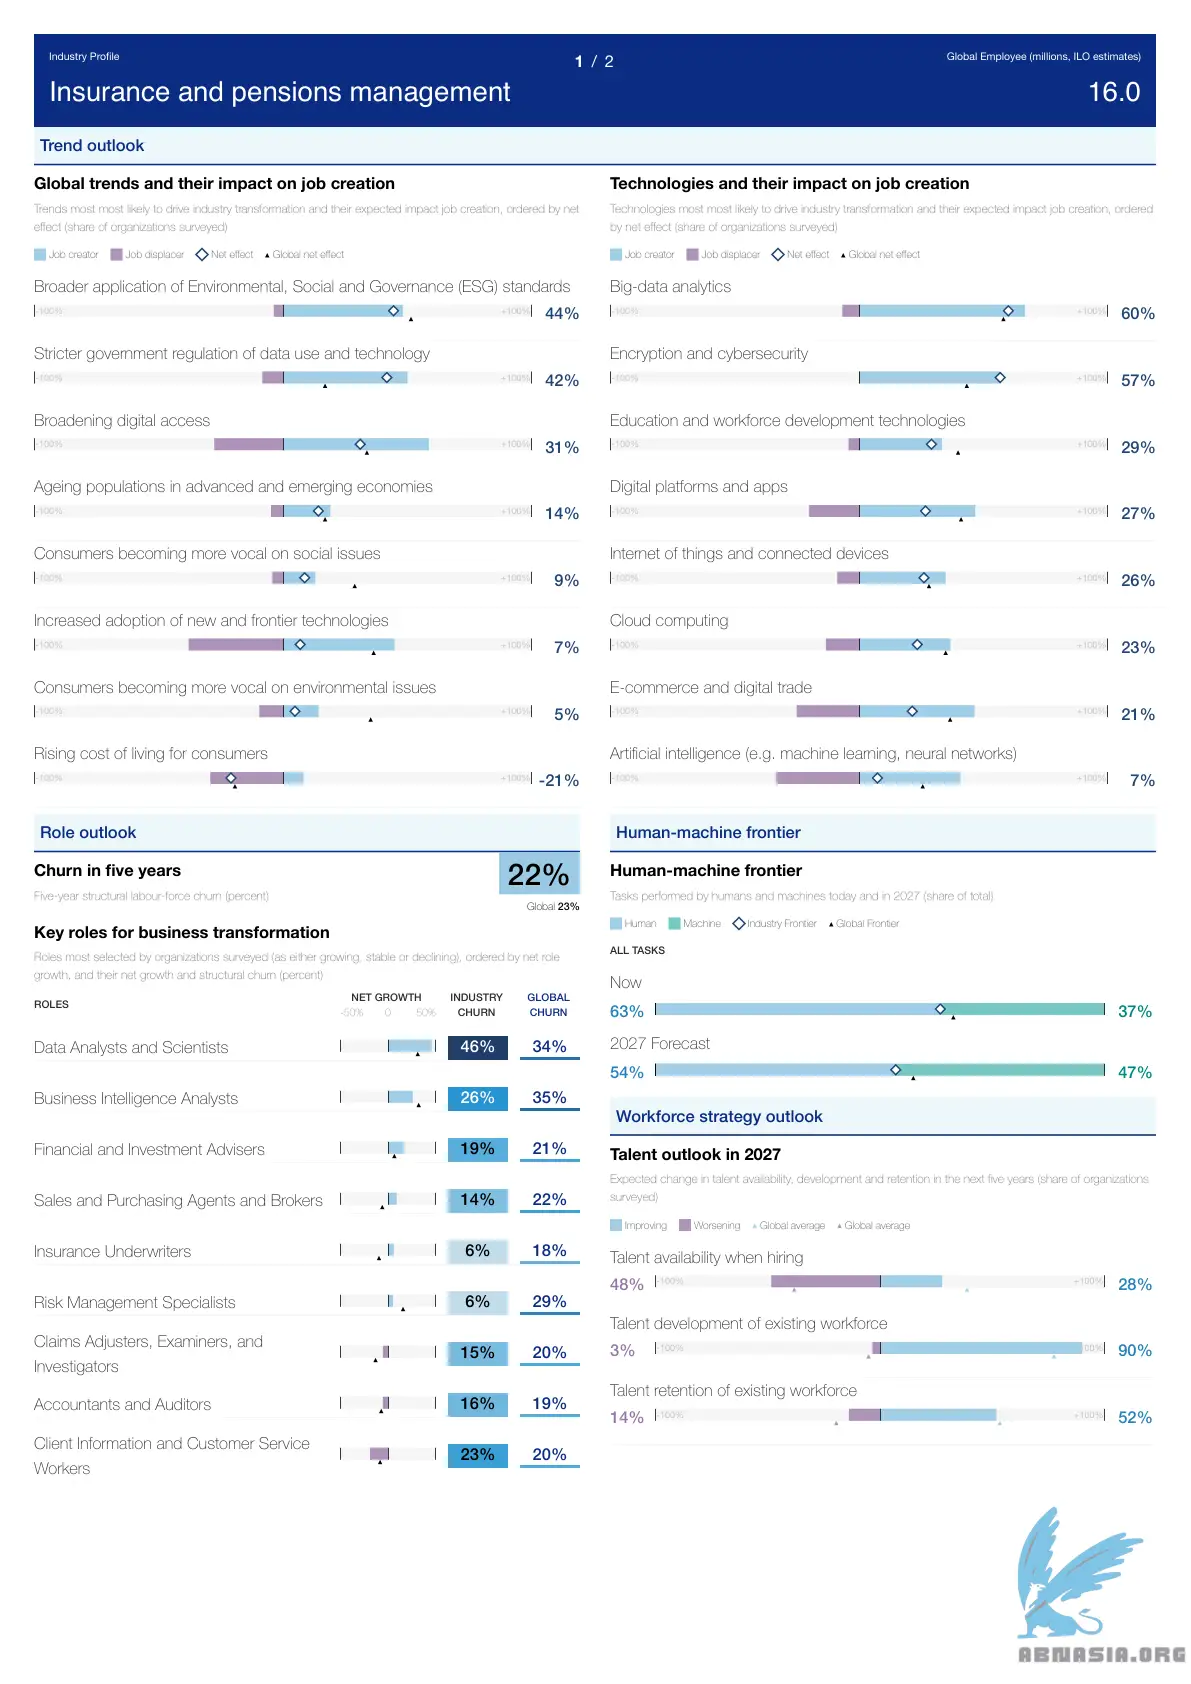 Industry Profile
1 / 2
Global Employee (millions, ILO estimates)
Insurance and pensions management
16.0
Trend outlook
Global trends and their impact on job creation
Trends most most likely to drive industry transformation and their expected impact job creation, ordered by net
effect (share of organizations surveyed)
Job creator Job displacer Net effect Global net effect
Broader application of Environmental, Social and Governance (ESG) standards
-100% +100% 44%
Stricter government regulation of data use and technology
-100% +100% 42%
Broadening digital access
-100% +100% 31%
Ageing populations in advanced and emerging economies
-100% +100% 14%
Consumers becoming more vocal on social issues
-100% +100% 9%
Increased adoption of new and frontier technologies
-100% +100% 7%
Consumers becoming more vocal on environmental issues
-100% +100% 5%
Rising cost of living for consumers
-100% +100% -21%
Technologies and their impact on job creation
Technologies most most likely to drive industry transformation and their expected impact job creation, ordered
by net effect (share of organizations surveyed)
Job creator Job displacer Net effect Global net effect
Big-data analytics
-100% +100% 60%
Encryption and cybersecurity
-100% +100% 57%
Education and workforce development technologies
-100% +100% 29%
Digital platforms and apps
-100% +100% 27%
Internet of things and connected devices
-100% +100% 26%
Cloud computing
-100% +100% 23%
E-commerce and digital trade
-100% +100% 21%
Artificial intelligence (e.g. machine learning, neural networks)
-100% +100% 7%
Role outlook
Churn in five years
22%
Five-year structural labour-force churn (percent)
Global 23%
Key roles for business transformation
Roles most selected by organizations surveyed (as either growing, stable or declining), ordered by net role
growth, and their net growth and structural churn (percent)
ROLES NET GROWTH INDUSTRY CHURN GLOBAL CHURN
-50% 0 50%
Data Analysts and Scientists 46% 34%
Business Intelligence Analysts 26% 35%
Financial and Investment Advisers 19% 21%
Sales and Purchasing Agents and Brokers 14% 22%
Insurance Underwriters 6% 18%
Risk Management Specialists 6% 29%
Claims Adjusters, Examiners, and
Investigators 15% 20%
Accountants and Auditors 16% 19%
Client Information and Customer Service
Workers 23% 20%
Human-machine frontier
Human-machine frontier
Tasks performed by humans and machines today and in 2027 (share of total)
Human Machine Industry Frontier Global Frontier
ALL TASKS
Now
63% 37%
2027 Forecast
54% 47%
Workforce strategy outlook
Talent outlook in 2027
Expected change in talent availability, development and retention in the next five years (share of organizations
surveyed)
Improving Worsening Global average Global average
Talent availability when hiring
48% -100% +100% 28%
Talent development of existing workforce
3% -100% 00% 90%
Talent retention of existing workforce
14% -100% +100% 52%
ABNASIA.ORG